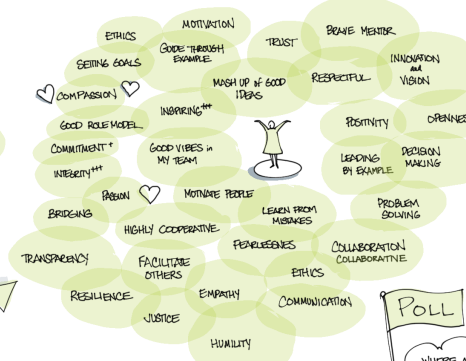 MOTIVATION
BRAVE MENTOR
ETHICS
TRUST
GUIDE THROUGH
EXAMPLE
SETTING GOALS
INNOVATION
and
VISION
MASH UP OF GOOD
IDEAS
RESPECTFUL
COMPASSION
INSPIRING+++
GOOD ROLE MODEL
POSITIVITY
OPENNES
COMMITMENT+
GOOD VIBES in
MY TEAM
LEADING
BY EXAMPLE
DECISION
MAKING
INTEGRITY+++
PASSION
MOTIVATE PEOPLE
PROBLEM
SOLVING
BRIDGING
LEARN FROM
MISTAKES
HIGHLY COOPERATIVE
FEARLESSNES
COLLABORATION
COLLABORATIVE
TRANSPARENCY
FACILITATE
OTHERS
ETHICS
RESILIENCE
EMPATHY
COMMUNICATION
POLL
JUSTICE
HUMILITY
WHERE A